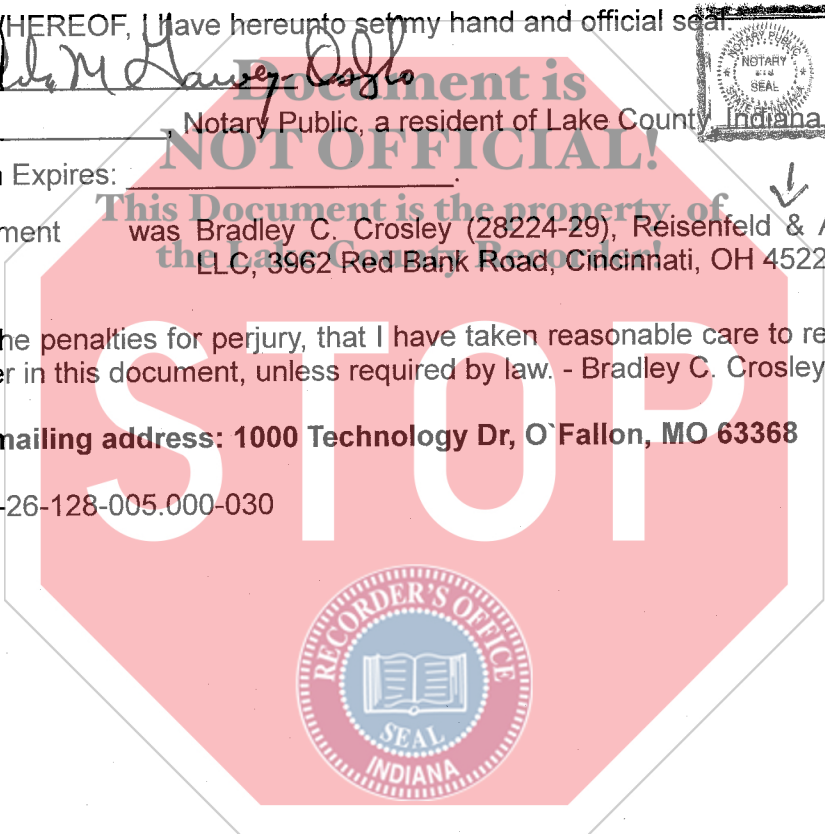 HEREOF, I have hereunto set my hand and official seal.
NOTARY PUBLIC
NOTARY
SEAL
STATE OF INDIANA
Document is
, Notary Public, a resident of Lake County, Indiana
NOT OFFICIAL!
n Expires:
This Document is the property of
ment was Bradley C. Crosley (28224-29), Reisenfeld & A
the Lake County Recorder!
LLC, 3962 Red Bank Road, Cincinnati, OH 4522
he penalties for perjury, that I have taken reasonable care to re
er in this document, unless required by law. - Bradley C. Crosley
mailing address: 1000 Technology Dr, O`Fallon, MO 63368
-26-128-005.000-030
STOP
RECORDER'S OFFICE
SEAL
INDIANA